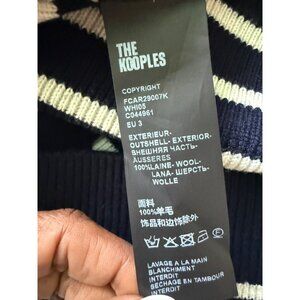 THE
KOOPLES
COPYRIGHT
FCAR29007K
WHI05
C044961
EU 3
EXTERIEUR-
OUTSHELL- EXTERIOR-
ВНЕШНЯЯ ЧАСТЬ-
AUSSERES
100%LAINE- WOOL-
LANA- ШЕРСТЬ-
WOLLE
面料
100%羊毛
饰品和边饰除外
LAVAGE A LA MAIN
BLANCHIMENT
INTERDIT
SECHAGE EN TAMBOUR
INTERDIT